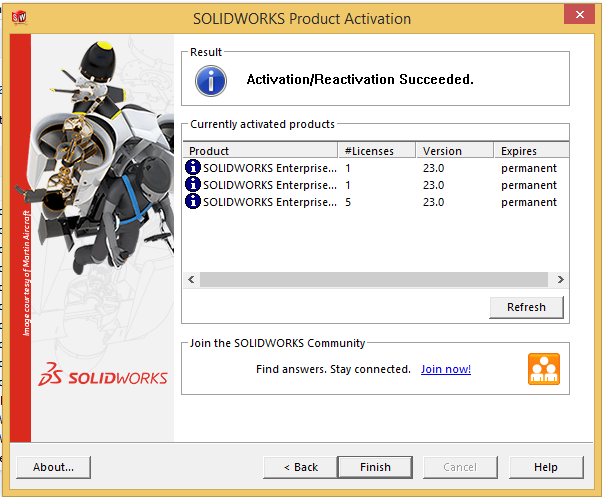 SW
SOLIDWORKS Product Activation
Image courtesy of Martin Aircraft
Result
Activation/Reactivation Succeeded.
Currently activated products
Product #Licenses Version Expires
SOLIDWORKS Enterprise... 1 23.0 permanent
SOLIDWORKS Enterprise... 1 23.0 permanent
SOLIDWORKS Enterprise... 5 23.0 permanent
Refresh
Join the SOLIDWORKS Community
Find answers. Stay connected. Join now!
SOLIDWORKS
About... < Back Finish Cancel Help